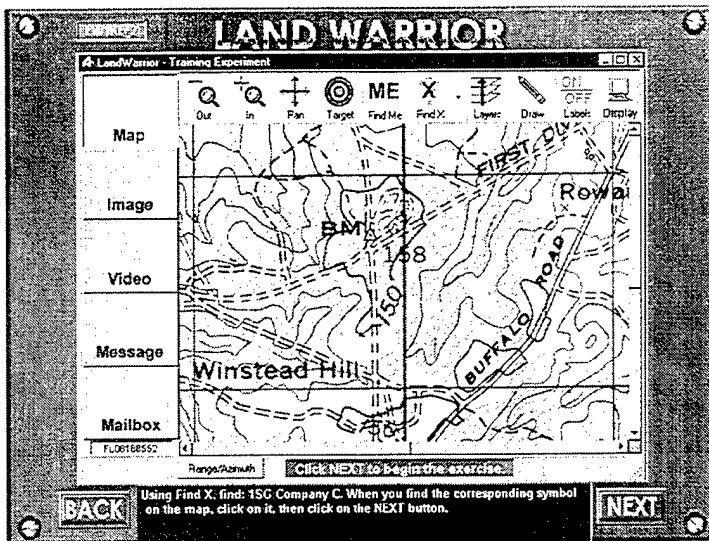 LAND WARRIOR
LandWarrior - Training Experiment
Out In Pan Target Find Me Find X Layers Draw Labels Display
ME X ON
OFF
Map
Image
Video
Message
Mailbox
FIRST DIV
Rowa
BM
158
150
BUFFALO ROAD
Winstead Hill
Range/Azimuth
Click NEXT to begin the exercise.
BACK
Using Find X, find: 1SG Company C. When you find the corresponding symbol
on the map, click on it, then click on the NEXT button.
NEXT